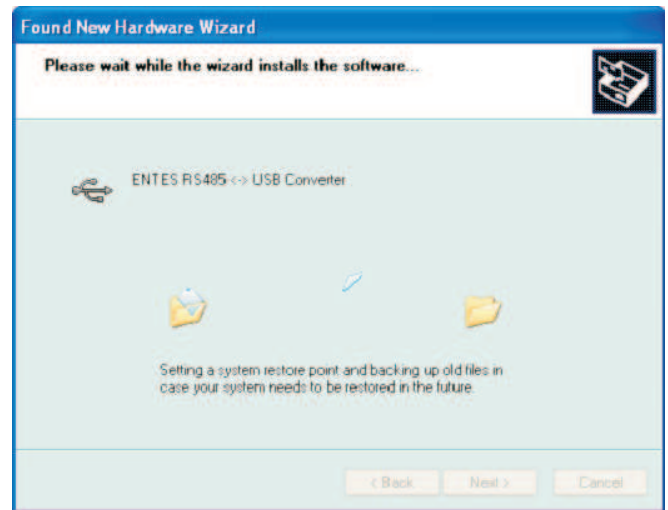 Found New Hardware Wizard
Please wait while the wizard installs the software...
ENTES RS485 <-> USB Converter
Setting a system restore point and backing up old files in
case your system needs to be restored in the future.
< Back Next > Cancel